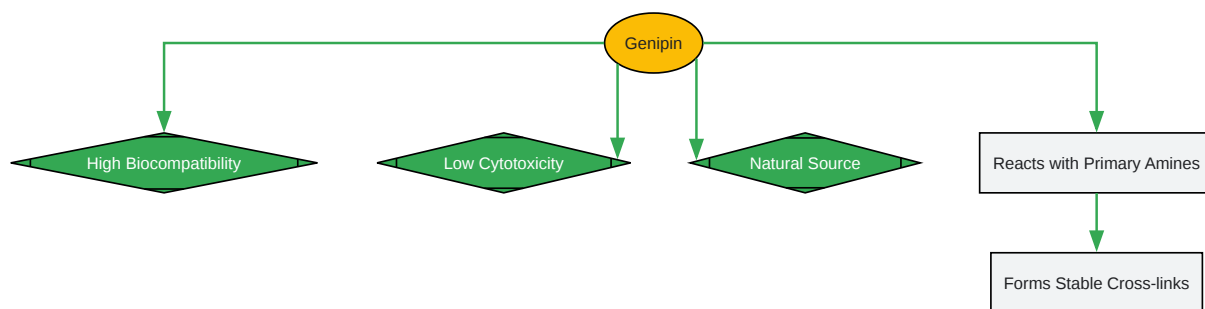 Genipin
High Biocompatibility
Low Cytotoxicity
Natural Source
Reacts with Primary Amines
Forms Stable Cross-links